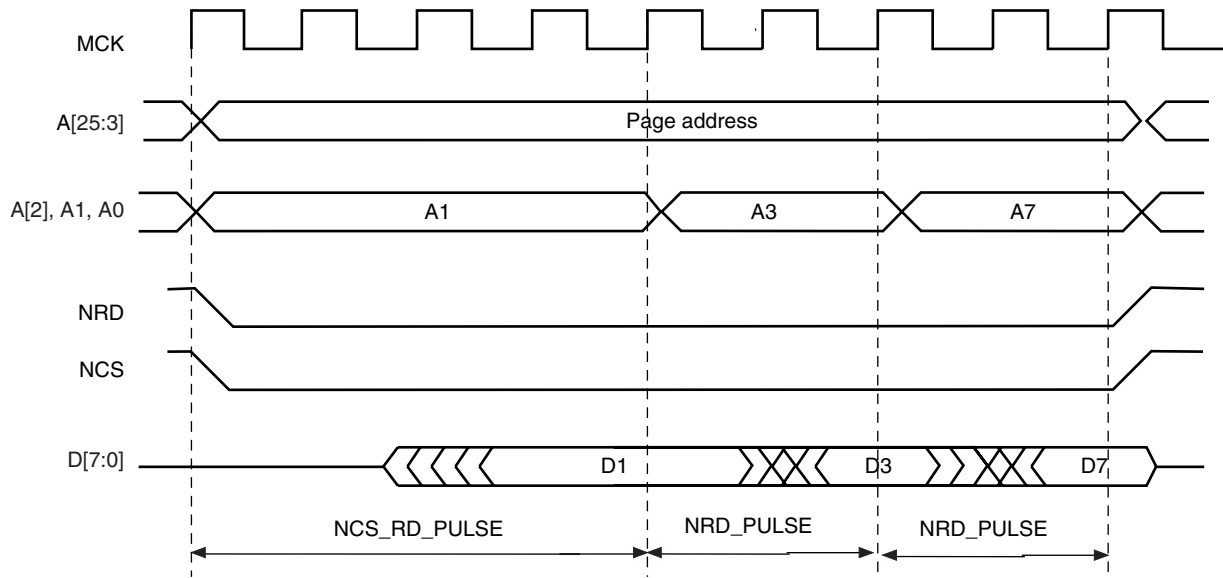 MCK
A[25:3]
Page address
A[2], A1, A0
A1
A3
A7
NRD
NCS
D[7:0]
D1
D3
D7
NCS_RD_PULSE
NRD_PULSE
NRD_PULSE